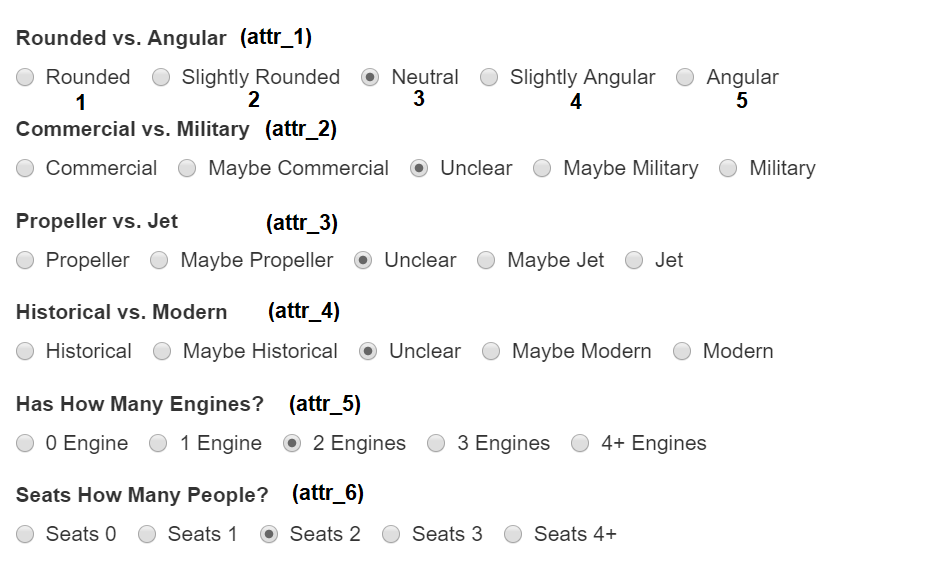 Rounded vs. Angular (attr_1)
Rounded Slightly Rounded Neutral Slightly Angular Angular
1 2 3 4 5
Commercial vs. Military (attr_2)
Commercial Maybe Commercial Unclear Maybe Military Military
Propeller vs. Jet (attr_3)
Propeller Maybe Propeller Unclear Maybe Jet Jet
Historical vs. Modern (attr_4)
Historical Maybe Historical Unclear Maybe Modern Modern
Has How Many Engines? (attr_5)
0 Engine 1 Engine 2 Engines 3 Engines 4+ Engines
Seats How Many People? (attr_6)
Seats 0 Seats 1 Seats 2 Seats 3 Seats 4+